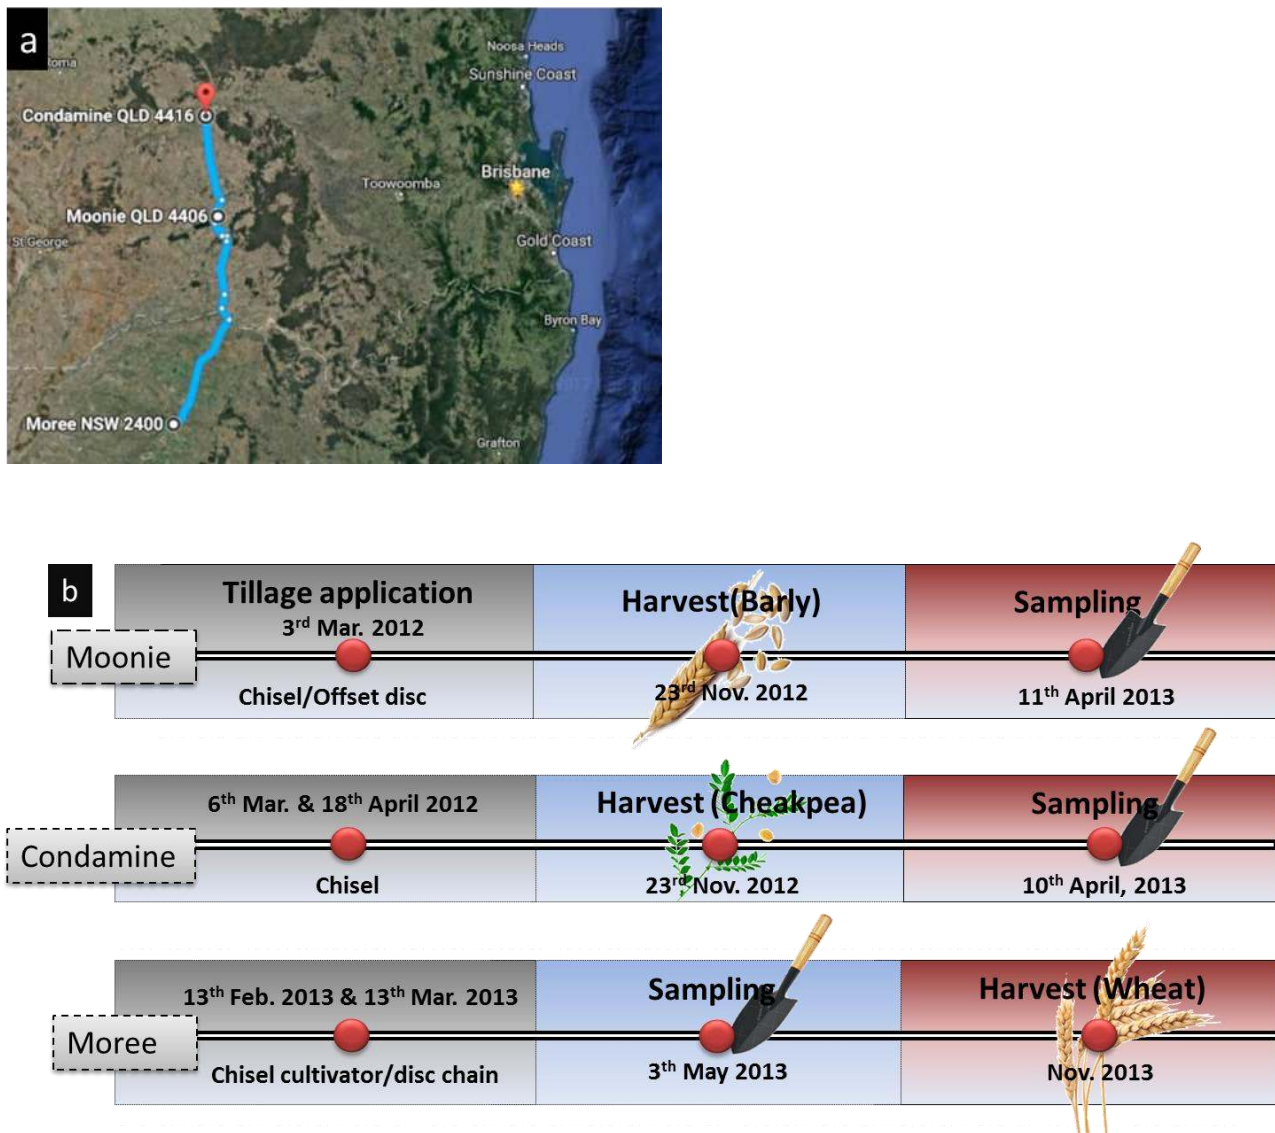 a
oma
Noosa Heads
Sunshine Coast
Condamine QLD 4416
Brisbane
Toowoomba
Moonie QLD 4406
St George
Gold Coast
Byron Bay
Moree NSW 2400
Grafton
b
Tillage application
3rd Mar. 2012
Harvest(Barly)
Sampling
Moonie
Chisel/Offset disc
23rd Nov. 2012
11th April 2013
6th Mar. & 18th April 2012
Harvest (Cheakpea)
Sampling
Condamine
Chisel
23rd Nov. 2012
10th April, 2013
13th Feb. 2013 & 13th Mar. 2013
Sampling
Harvest (Wheat)
Moree
Chisel cultivator/disc chain
3th May 2013
Nov. 2013